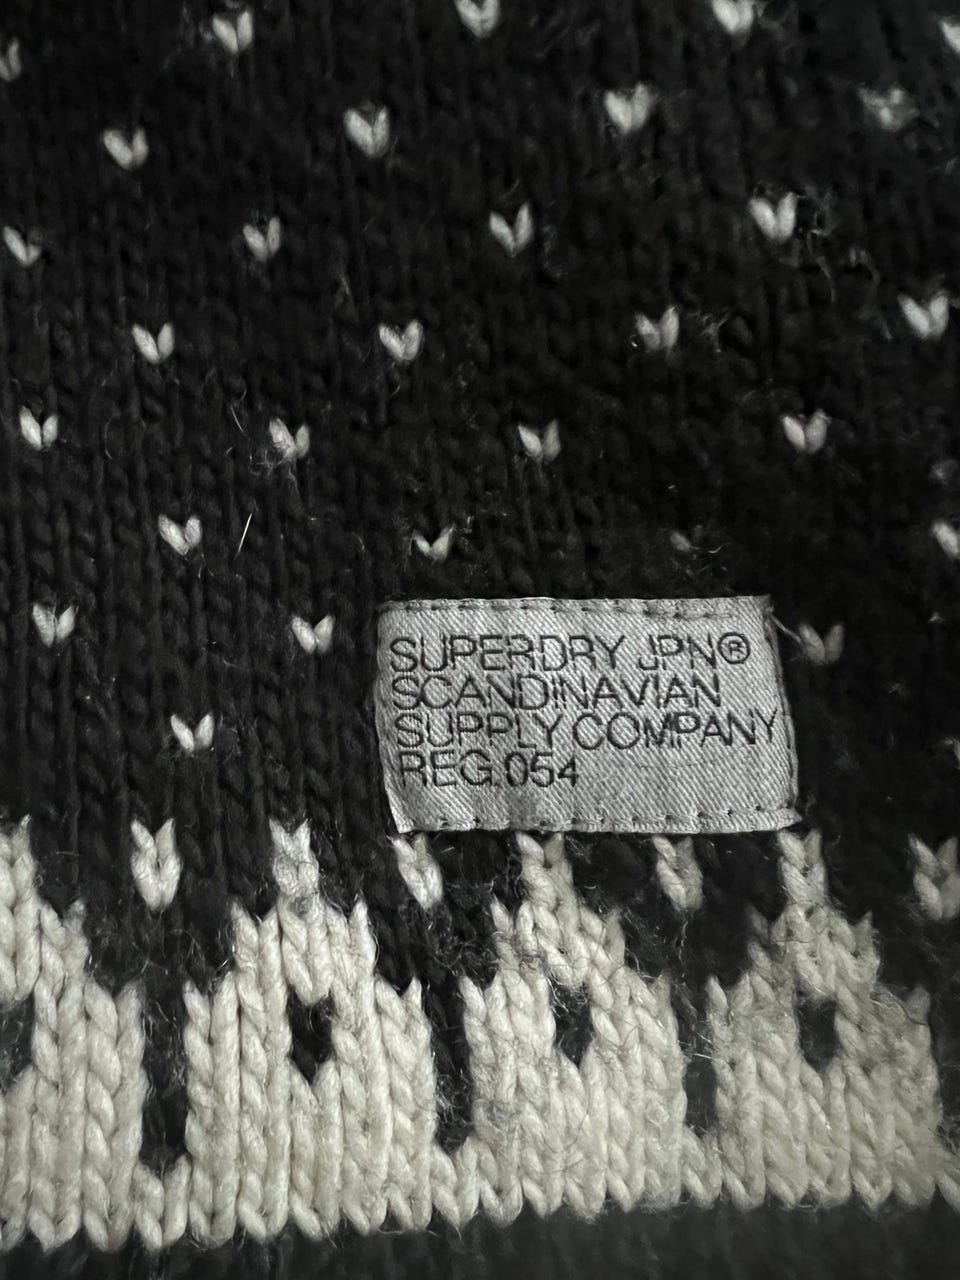 SUPERDRY JPN®
SCANDINAVIAN
SUPPLY COMPANY
REG.054